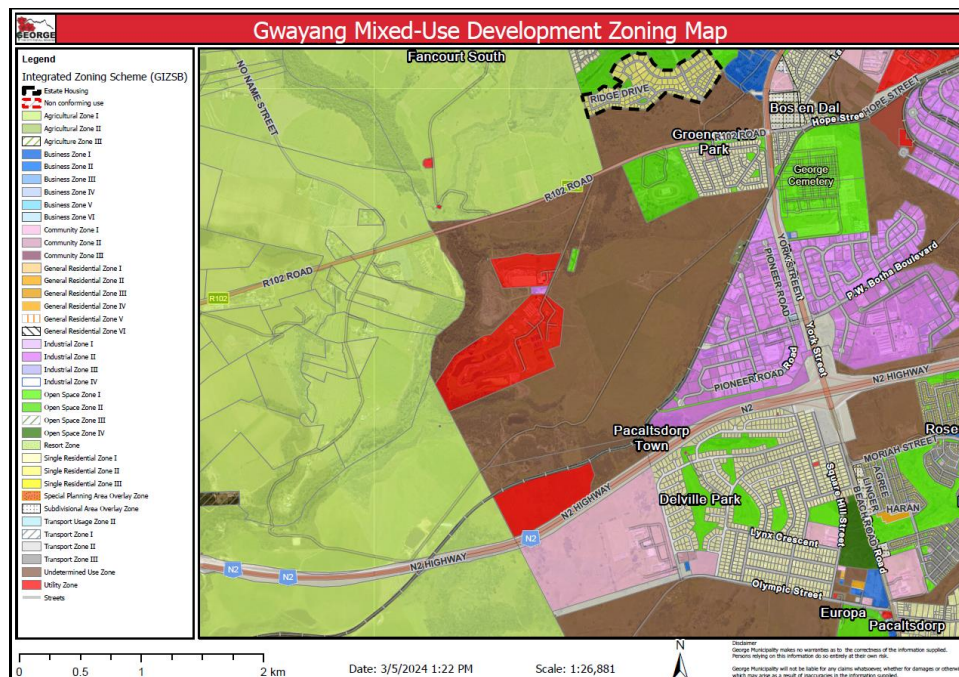 GEORGE
Gwayang Mixed-Use Development Zoning Map
Legend
Integrated Zoning Scheme (GIZSB)
Estate Housing
Non conforming use
Agricultural Zone I
Agricultural Zone II
Agriculture Zone III
Business Zone I
Business Zone II
Business Zone III
Business Zone IV
Business Zone V
Business Zone VI
Community Zone I
Community Zone II
Community Zone III
General Residential Zone I
General Residential Zone II
General Residential Zone III
General Residential Zone IV
General Residential Zone V
General Residential Zone VI
Industrial Zone I
Industrial Zone II
Industrial Zone III
Industrial Zone IV
Open Space Zone I
Open Space Zone II
Open Space Zone III
Open Space Zone IV
Resort Zone
Single Residential Zone I
Single Residential Zone II
Single Residential Zone III
Special Planning Area Overlay Zone
Subdivisional Area Overlay Zone
Transport Usage Zone II
Transport Zone I
Transport Zone II
Transport Zone III
Undetermined Use Zone
Utility Zone
Streets
Fancourt South
NO NAME STREET
RIDGE DRIVE
Bos en Dal
Hope Stree
HOPE STREET
R102 ROAD
Park
George
Cemetery
R102 ROAD
R102 ROAD
R102
YORK STREET
PIONEER ROAD
P.W. Botha Boulevard
York Street
Road
PIONEER ROAD
N2 HIGHWAY
N2
Pacaltsdorp
Town
Rose
MORIAH STREET
AGREE
LINGER
HARAN
Delville Park
Square Hill Street
BEACH ROAD
Road
N2 HIGHWAY
N2
Lynx Crescent
N2 HIGHWAY
N2
N2
Olympic Street
Europa
Pacaltsdorp
0 0.5 1 2 km
Date: 3/5/2024 1:22 PM
Scale: 1:26,881
N
Disclaimer
George Municipality makes no warranties as to the correctness of the information supplied.
Persons relying on this information do so entirely at their own risk.
George Municipality will not be liable for any claims whatsoever, whether for damages or otherwise,
which may arise as a result of inaccuracies in the information supplied.